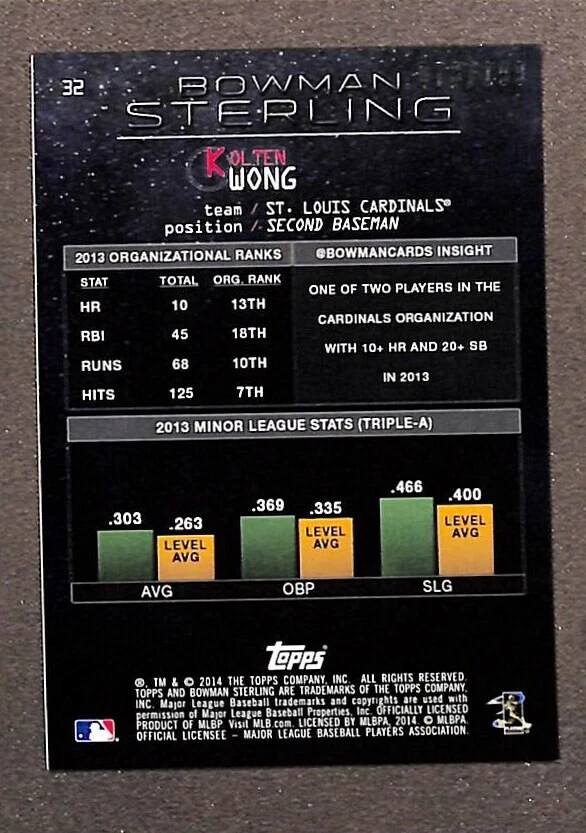 32
BOWMAN
STERLING
KOLTEN
WONG
team / ST. LOUIS CARDINALS®
position / SECOND BASEMAN
2013 ORGANIZATIONAL RANKS
STAT TOTAL ORG. RANK
HR 10 13TH
RBI 45 18TH
RUNS 68 10TH
HITS 125 7TH
@BOWMANCARDS INSIGHT
ONE OF TWO PLAYERS IN THE
CARDINALS ORGANIZATION
WITH 10+ HR AND 20+ SB
IN 2013
2013 MINOR LEAGUE STATS (TRIPLE-A)
.303 .263 .369 .335 .466 .400
LEVEL AVG LEVEL AVG LEVEL AVG
AVG OBP SLG
Topps®
®, TM & © 2014 THE TOPPS COMPANY, INC. ALL RIGHTS RESERVED.
TOPPS AND BOWMAN STERLING ARE TRADEMARKS OF THE TOPPS COMPANY,
INC. Major League Baseball trademarks and copyrights are used with
permission of Major League Baseball Properties, Inc. OFFICIALLY LICENSED
PRODUCT OF MLBP Visit MLB.com. LICENSED BY MLBPA, 2014. © MLBPA.
OFFICIAL LICENSEE – MAJOR LEAGUE BASEBALL PLAYERS ASSOCIATION.